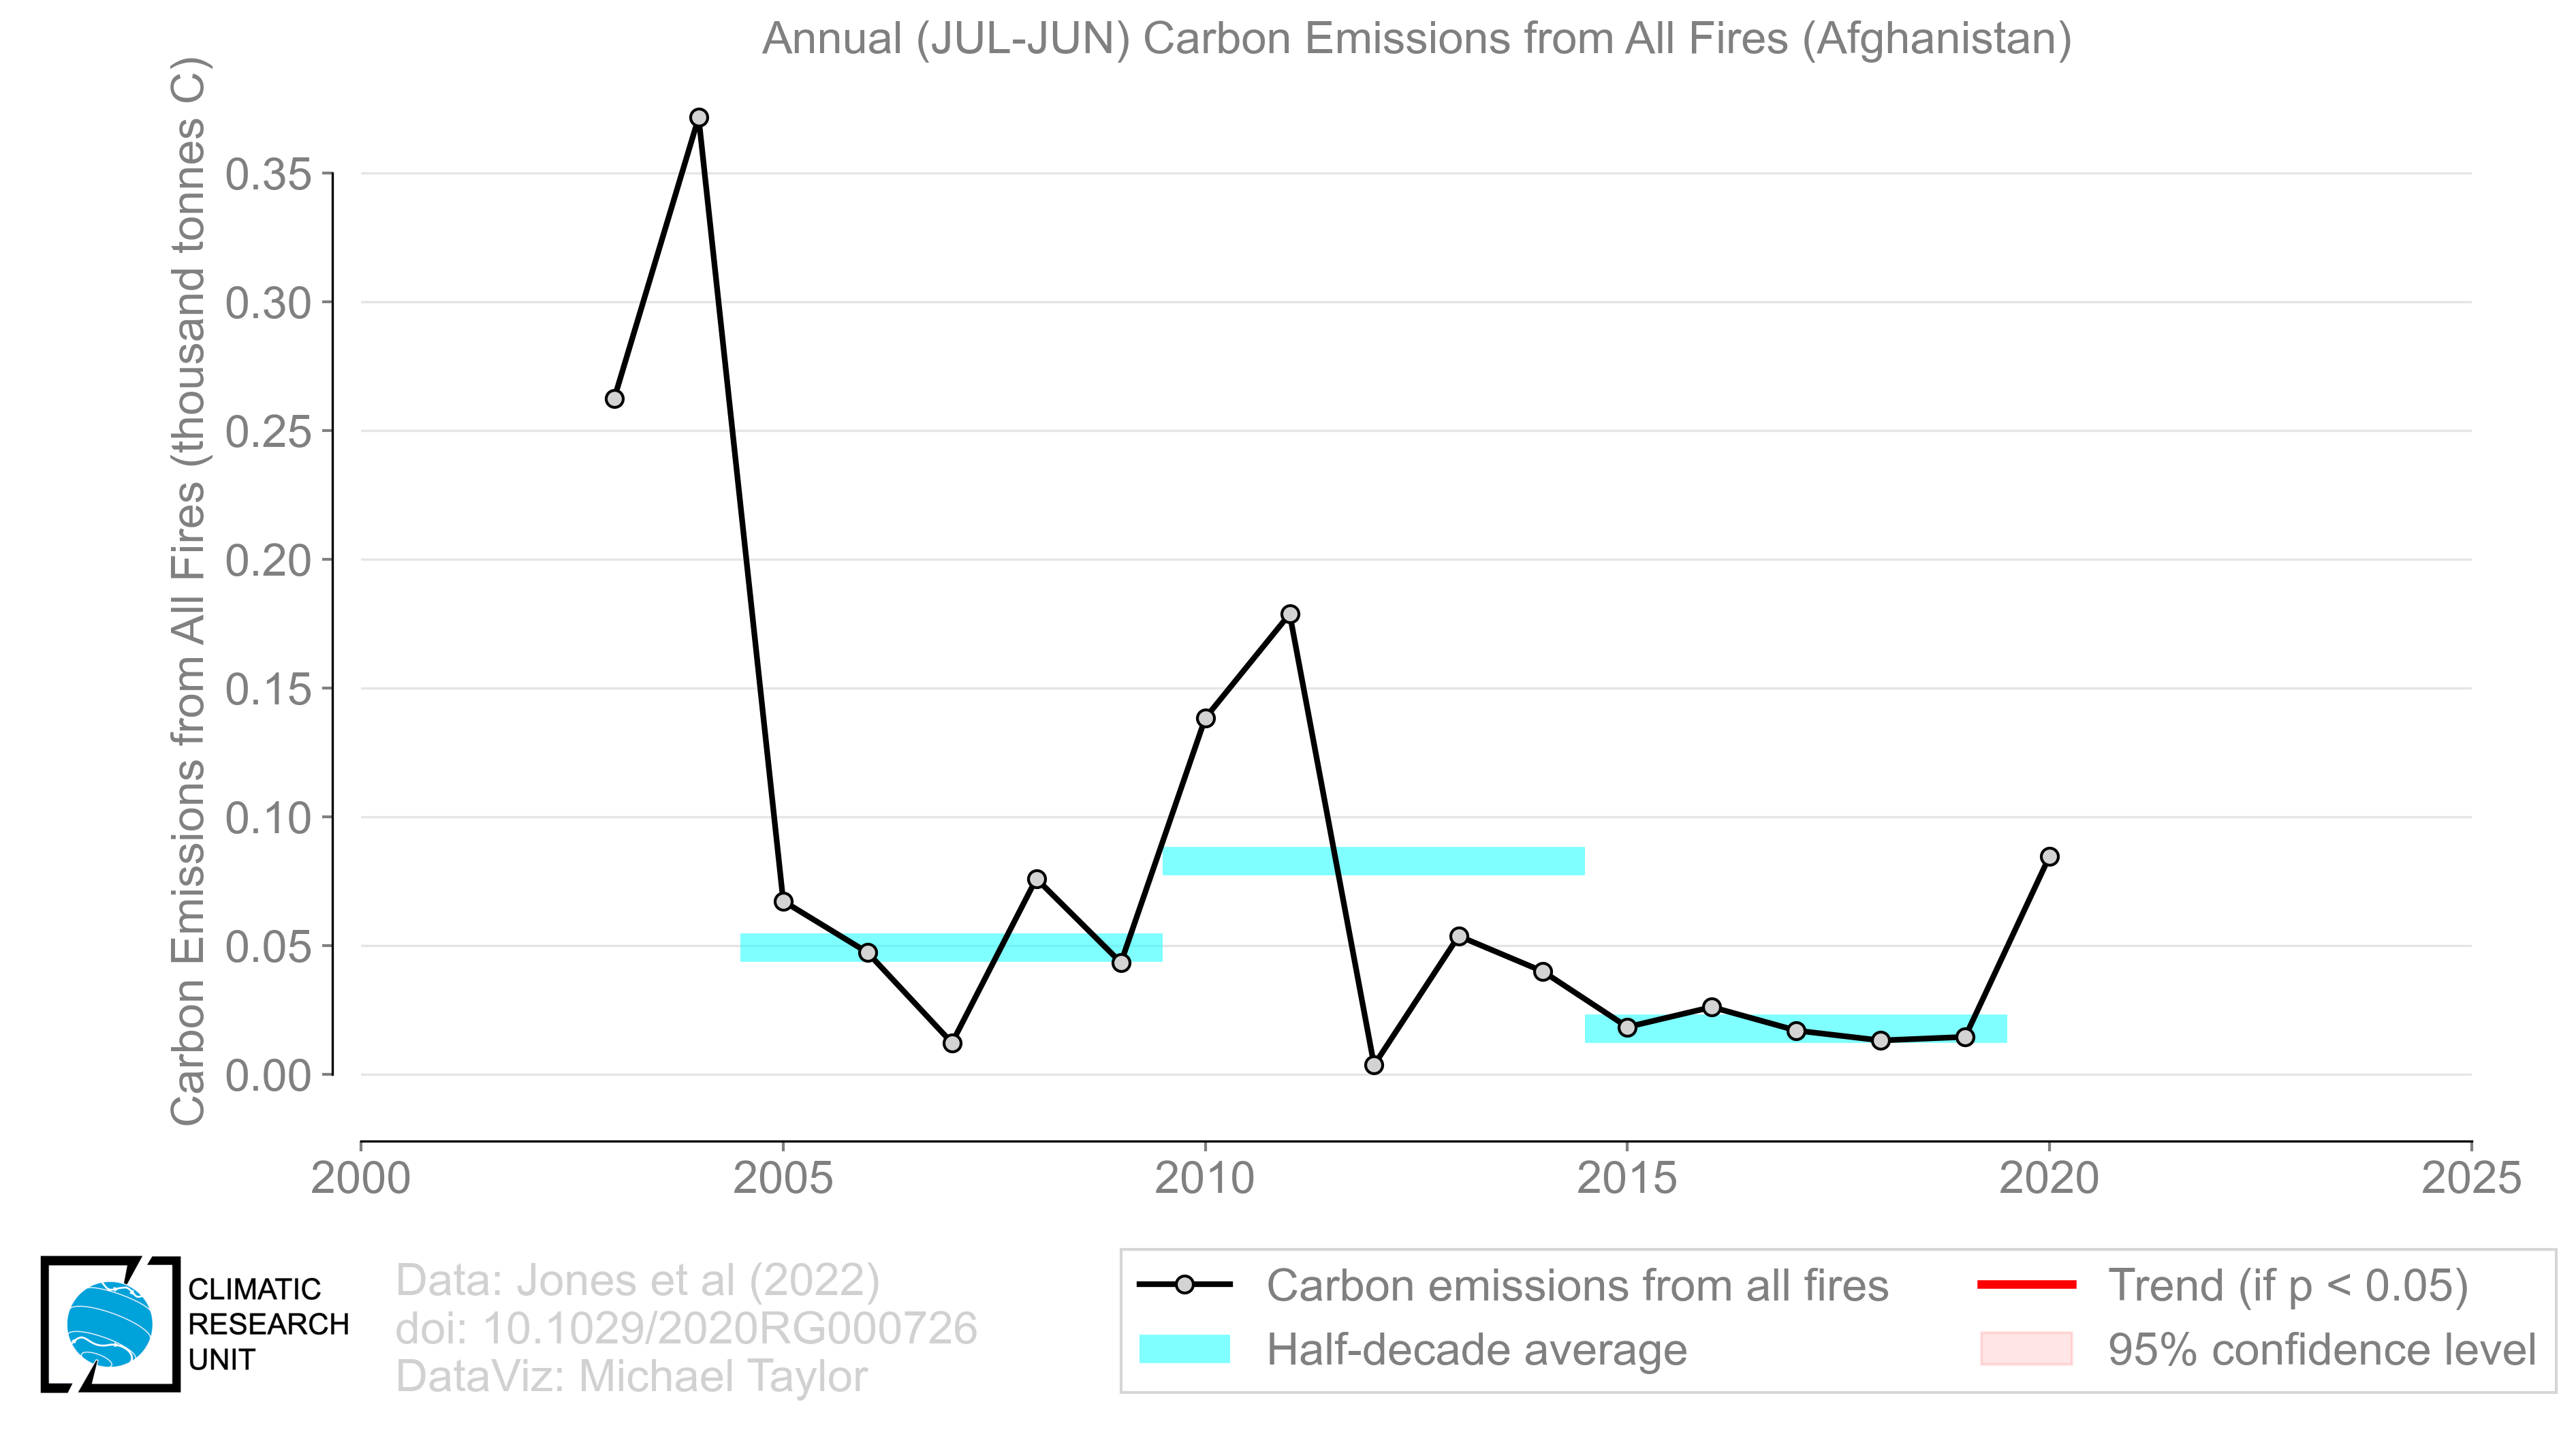 Annual (JUL-JUN) Carbon Emissions from All Fires (Afghanistan)
Carbon Emissions from All Fires (thousand tonnes C)
0.35
0.30
0.25
0.20
0.15
0.10
0.05
0.00
2000 2005 2010 2015 2020 2025
CLIMATIC
RESEARCH
UNIT
Data: Jones et al (2022)
doi: 10.1029/2020RG000726
DataViz: Michael Taylor
Carbon emissions from all fires
Half-decade average
Trend (if p < 0.05)
95% confidence level